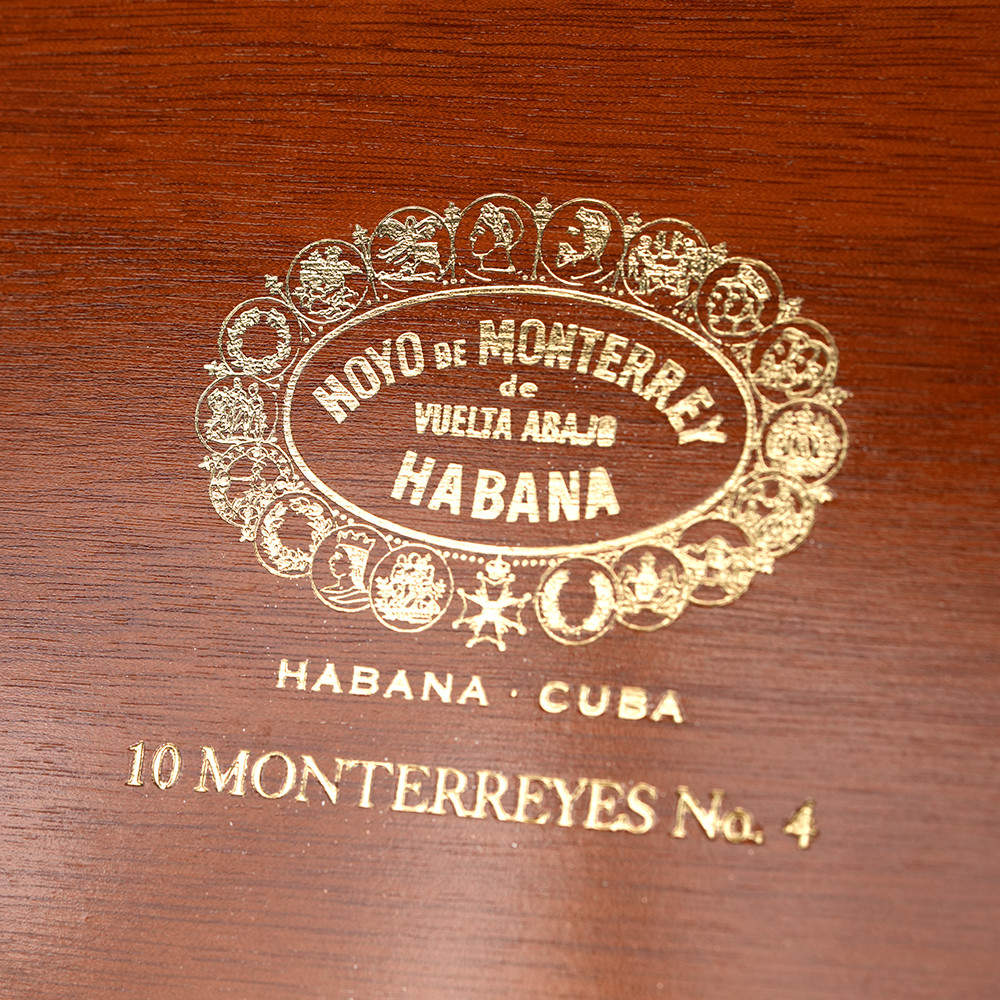 HOYO DE MONTERREY
de
VUELTA ABAJO
HABANA
HABANA · CUBA
10 MONTERREYES No. 4